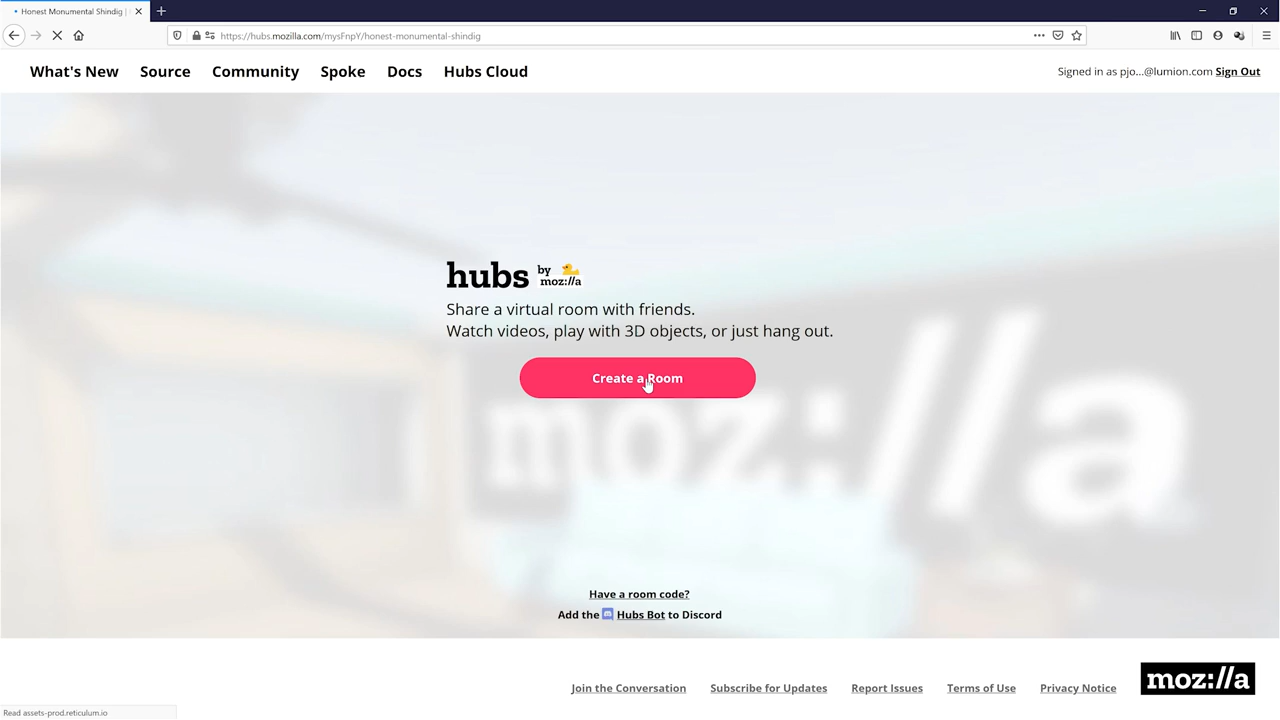 Honest Monumental Shindig |
https://hubs.mozilla.com/mysFnpY/honest-monumental-shindig
What's New Source Community Spoke Docs Hubs Cloud Signed in as pjo...@lumion.com Sign Out
hubs by moz://a
Share a virtual room with friends.
Watch videos, play with 3D objects, or just hang out.
Create a Room
moz://a
Have a room code?
Add the Hubs Bot to Discord
Join the Conversation Subscribe for Updates Report Issues Terms of Use Privacy Notice moz://a
Read assets-prod.reticulum.io